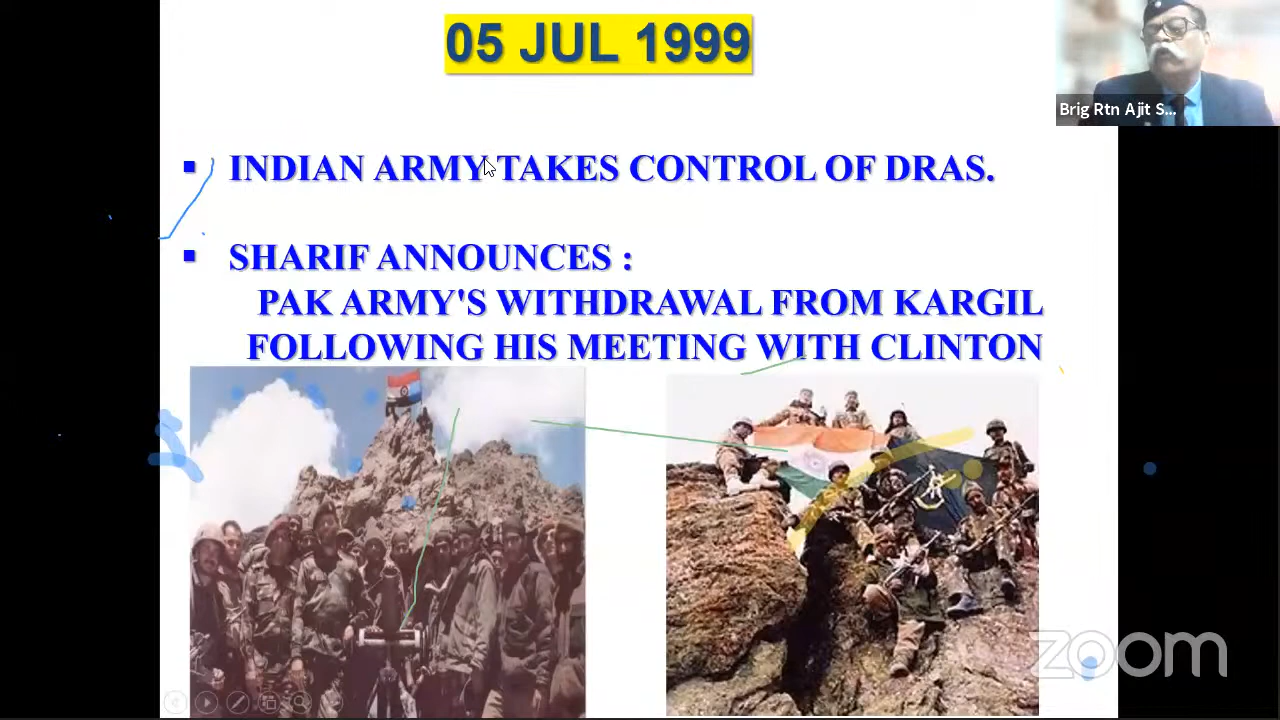 05 JUL 1999
Brig Rtn Ajit S...
INDIAN ARMY TAKES CONTROL OF DRAS.
SHARIF ANNOUNCES :
PAK ARMY'S WITHDRAWAL FROM KARGIL
FOLLOWING HIS MEETING WITH CLINTON
zoom